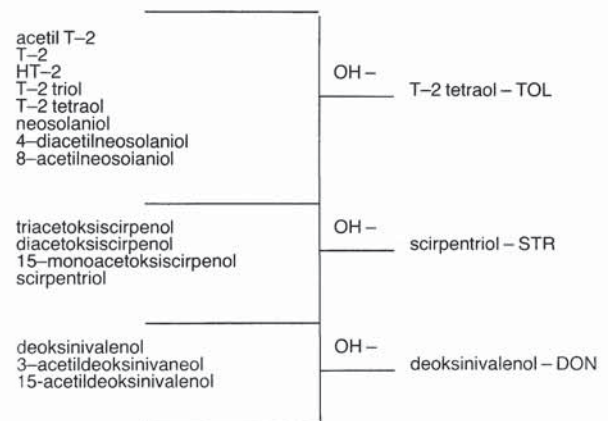 acetil T–2
T–2
HT–2
T–2 triol
T–2 tetraol
neosolaniol
4–diacetilneosolaniol
8–acetilneosoianiol
OH –
T–2 tetraol – TOL
triacetoksiscirpenol
diacetoksiscirpenol
15–monoacetoksiscirpenol
scirpentriol
OH –
scirpentriol – STR
deoksinivalenol
3–acetildeoksinivaneol
15-acetildeoksinivalenol
OH –
deoksinivalenol – DON